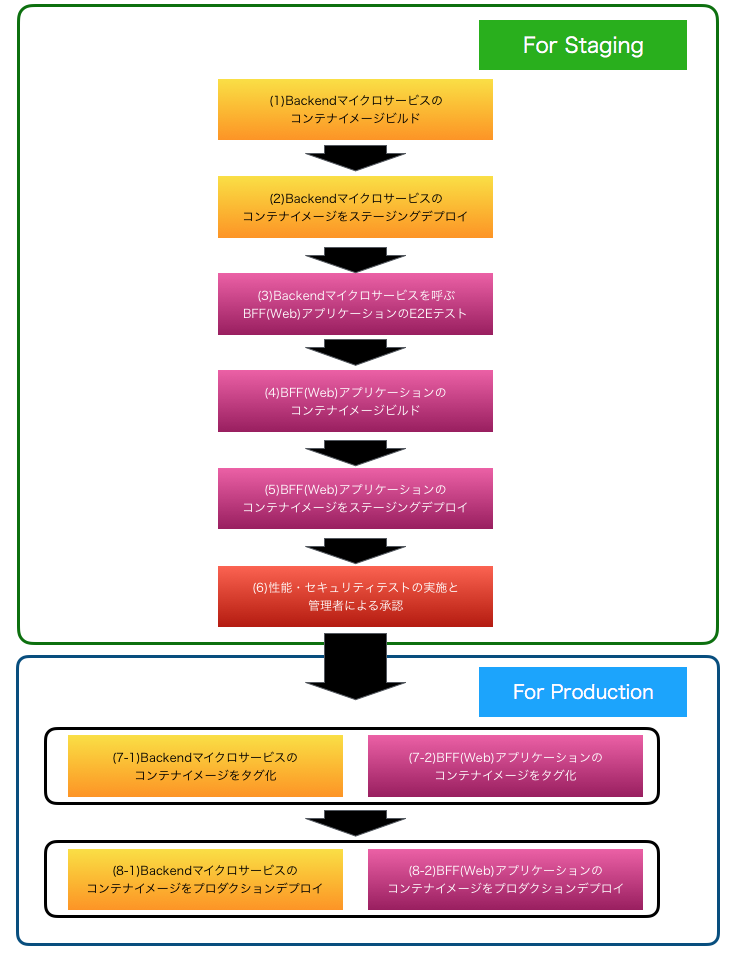 For Staging
(1)Backendマイクロサービスの
コンテナイメージビルド
(2)Backendマイクロサービスの
コンテナイメージをステージングデプロイ
(3)Backendマイクロサービスを呼ぶ
BFF(Web)アプリケーションのE2Eテスト
(4)BFF(Web)アプリケーションの
コンテナイメージビルド
(5)BFF(Web)アプリケーションの
コンテナイメージをステージングデプロイ
(6)性能・セキュリティテストの実施と
管理者による承認
For Production
(7-1)Backendマイクロサービスの
コンテナイメージをタグ化
(7-2)BFF(Web)アプリケーションの
コンテナイメージをタグ化
(8-1)Backendマイクロサービスの
コンテナイメージをプロダクションデプロイ
(8-2)BFF(Web)アプリケーションの
コンテナイメージをプロダクションデプロイ